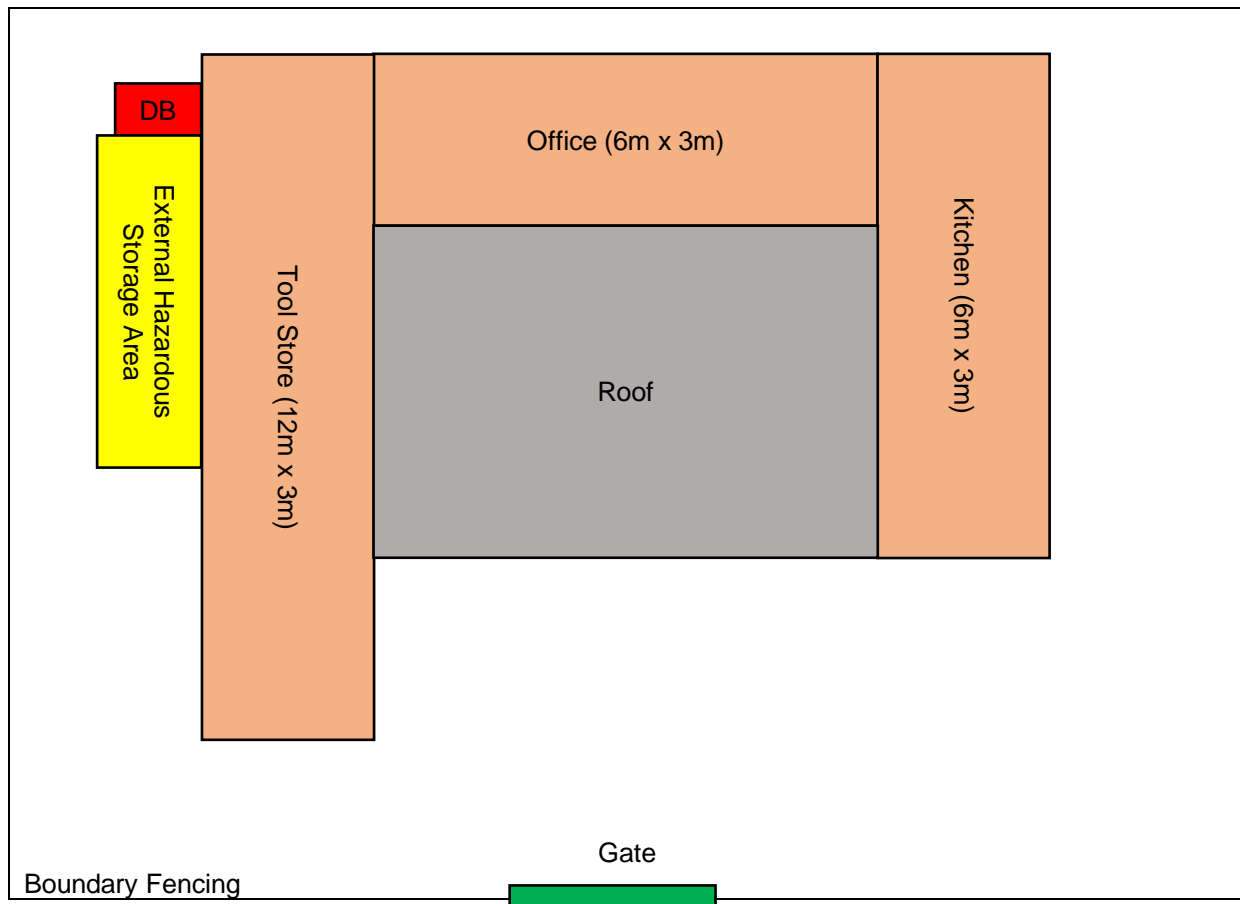 DB
Office (6m x 3m)
External Hazardous
Storage Area
Tool Store (12m x 3m)
Kitchen (6m x 3m)
Roof
Gate
Boundary Fencing